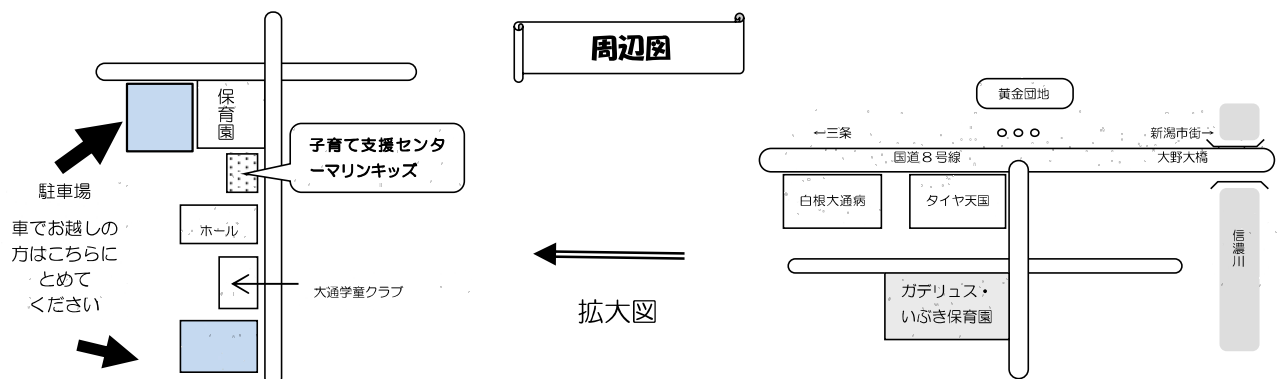 周辺図
保育園
子育て支援センタ
ーマリンキッズ
駐車場
車でお越しの
方はこちらに
とめて
ください
ホール
大通学童クラブ
拡大図
黄金団地
←三条
新潟市街→
国道８号線
大野大橋
白根大通病
タイヤ天国
信濃川
ガデリュス・
いぶき保育園